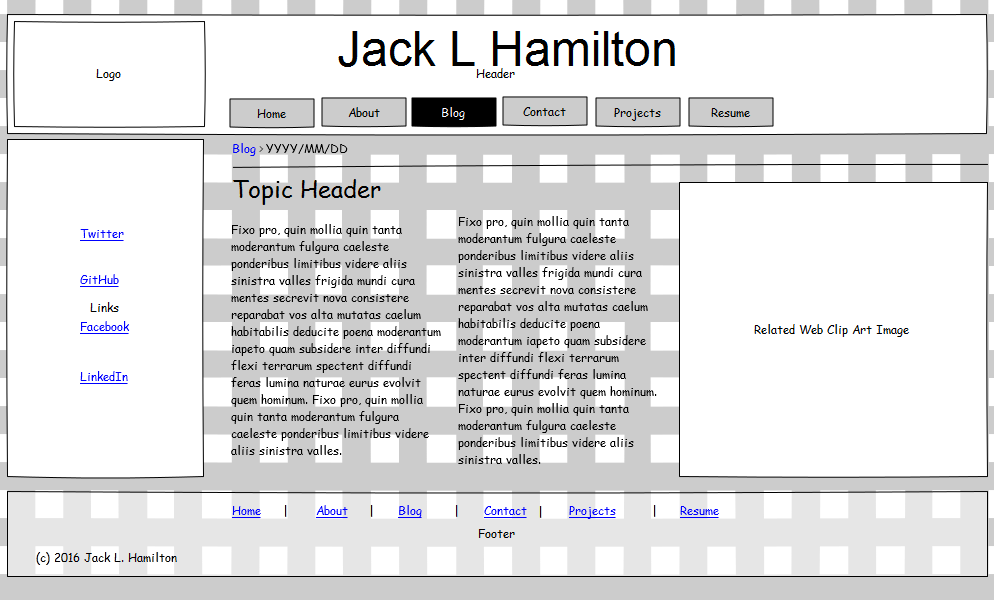 Jack L Hamilton
Logo
Header
Home
About
Blog
Contact
Projects
Resume
Blog > YYYY/MM/DD
Topic Header
Twitter
GitHub
Links
Facebook
LinkedIn
Fixo pro, quin mollia quin tanta
moderantum fulgura caeleste
ponderibus limitibus videre aliis
sinistra valles frigida mundi cura
mentes secrevit nova consistere
reparabat vos alta mutatas caelum
habitabilis deducite poena moderantum
iapeto quam subsidere inter diffundi
flexi terrarum spectent diffundi
feras lumina naturae eurus evolvit
quem hominum. Fixo pro, quin mollia
quin tanta moderantum fulgura
caeleste ponderibus limitibus videre
aliis sinistra valles.
Fixo pro, quin mollia quin tanta
moderantum fulgura caeleste
ponderibus limitibus videre aliis
sinistra valles frigida mundi cura
mentes secrevit nova consistere
reparabat vos alta mutatas caelum
habitabilis deducite poena
moderantum iapeto quam subsidere
inter diffundi flexi terrarum
spectent diffundi feras lumina
naturae eurus evolvit quem hominum.
Fixo pro, quin mollia quin tanta
moderantum fulgura caeleste
ponderibus limitibus videre aliis
sinistra valles.
Related Web Clip Art Image
Home | About | Blog | Contact | Projects | Resume
Footer
(c) 2016 Jack L. Hamilton